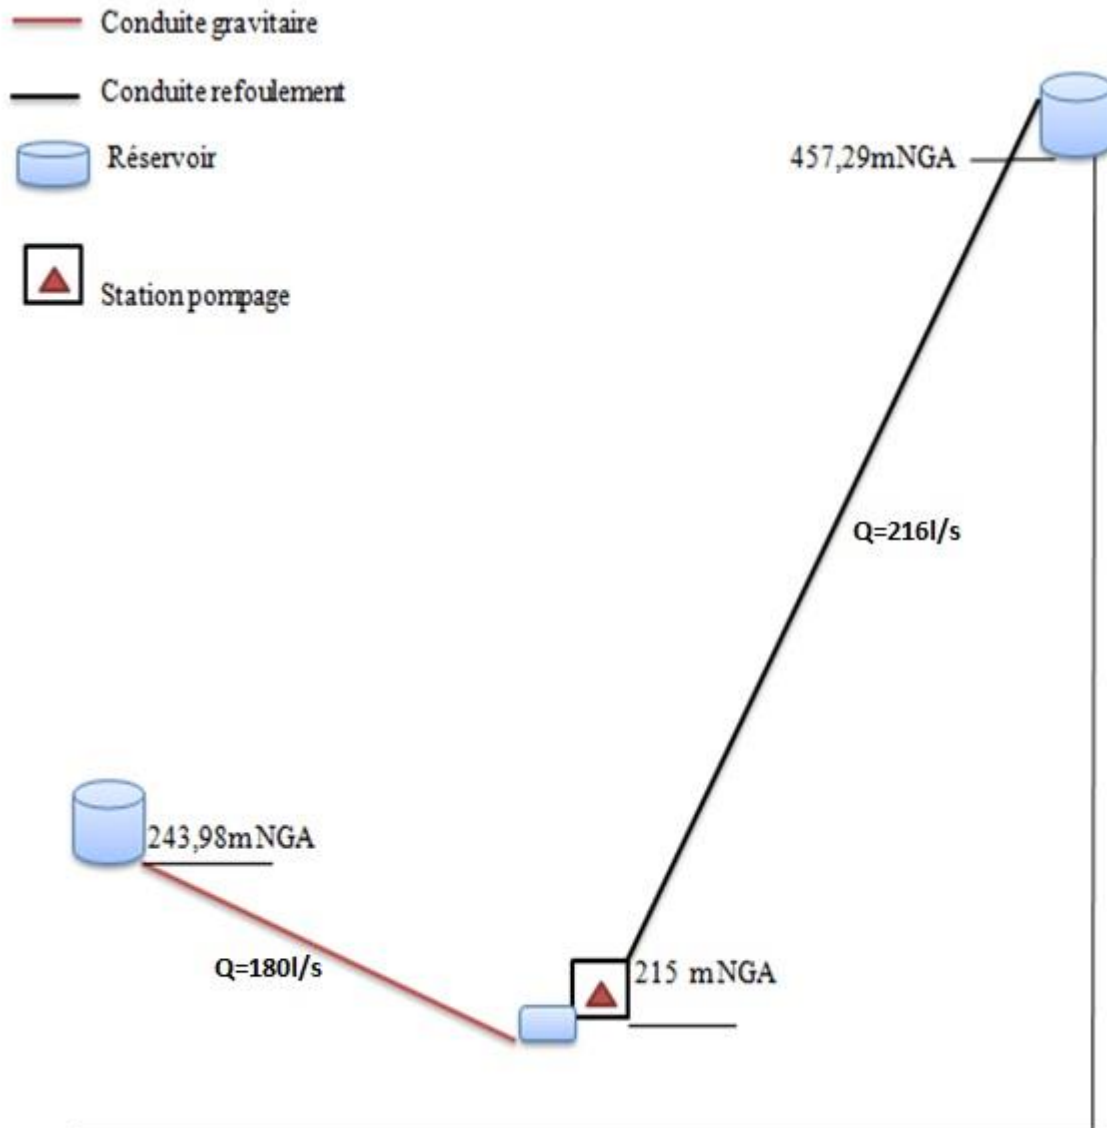 Conduite gravitaire
Conduite refoulement
Réservoir
Station pompage
457,29mNGA
Q=216l/s
243,98mNGA
Q=180l/s
215 mNGA